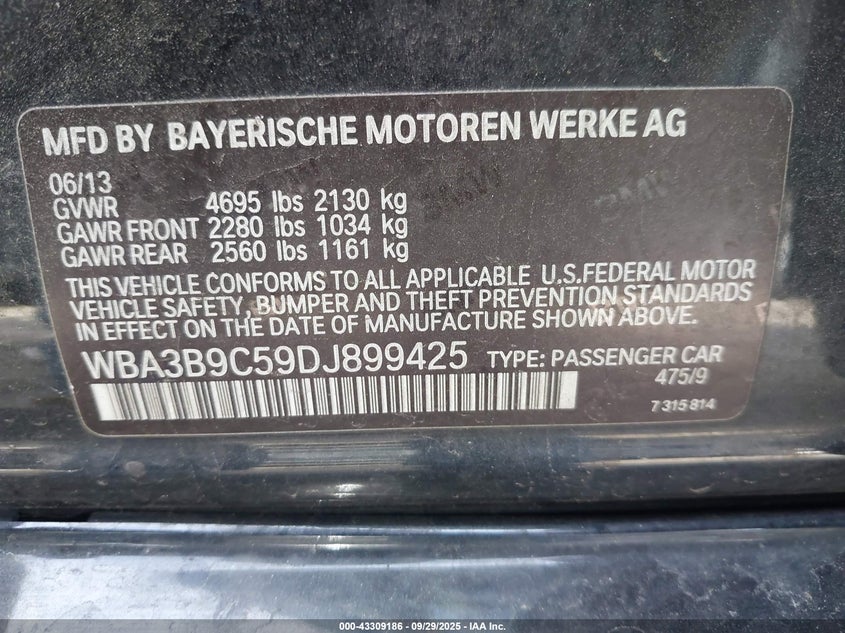 MFD BY BAYERISCHE MOTOREN WERKE AG
06/13
GVWR 4695 lbs 2130 kg
GAWR FRONT 2280 lbs 1034 kg
GAWR REAR 2560 lbs 1161 kg
THIS VEHICLE CONFORMS TO ALL APPLICABLE U.S.FEDERAL MOTOR
VEHICLE SAFETY, BUMPER AND THEFT PREVENTION STANDARDS
IN EFFECT ON THE DATE OF MANUFACTURE SHOWN ABOVE.
WBA3B9C59DJ899425 TYPE: PASSENGER CAR
475/9
7 315 814
000-43309186 - 09/29/2025 - IAA Inc.